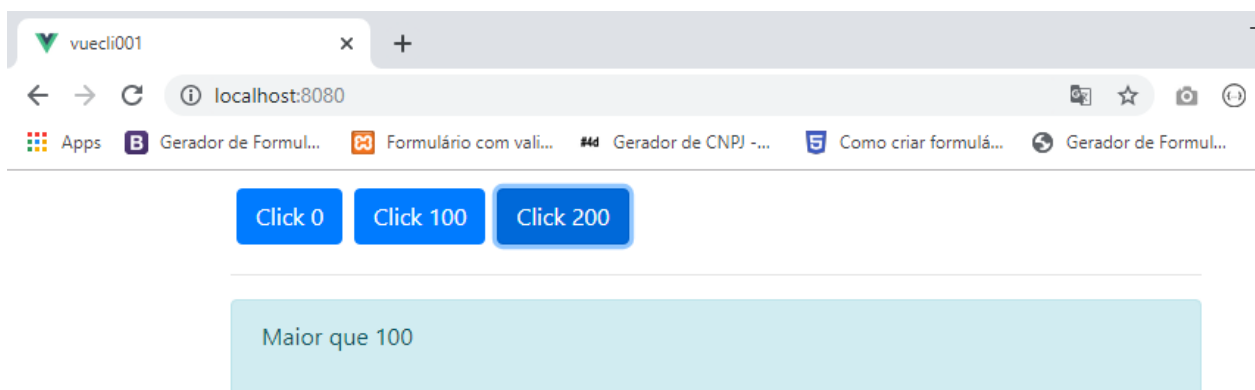 vuecli001
localhost:8080
Apps B Gerador de Formul... Formulário com vali... #4d Gerador de CNPJ -... 5 Como criar formulá... Gerador de Formul...
Click 0 Click 100 Click 200
Maior que 100